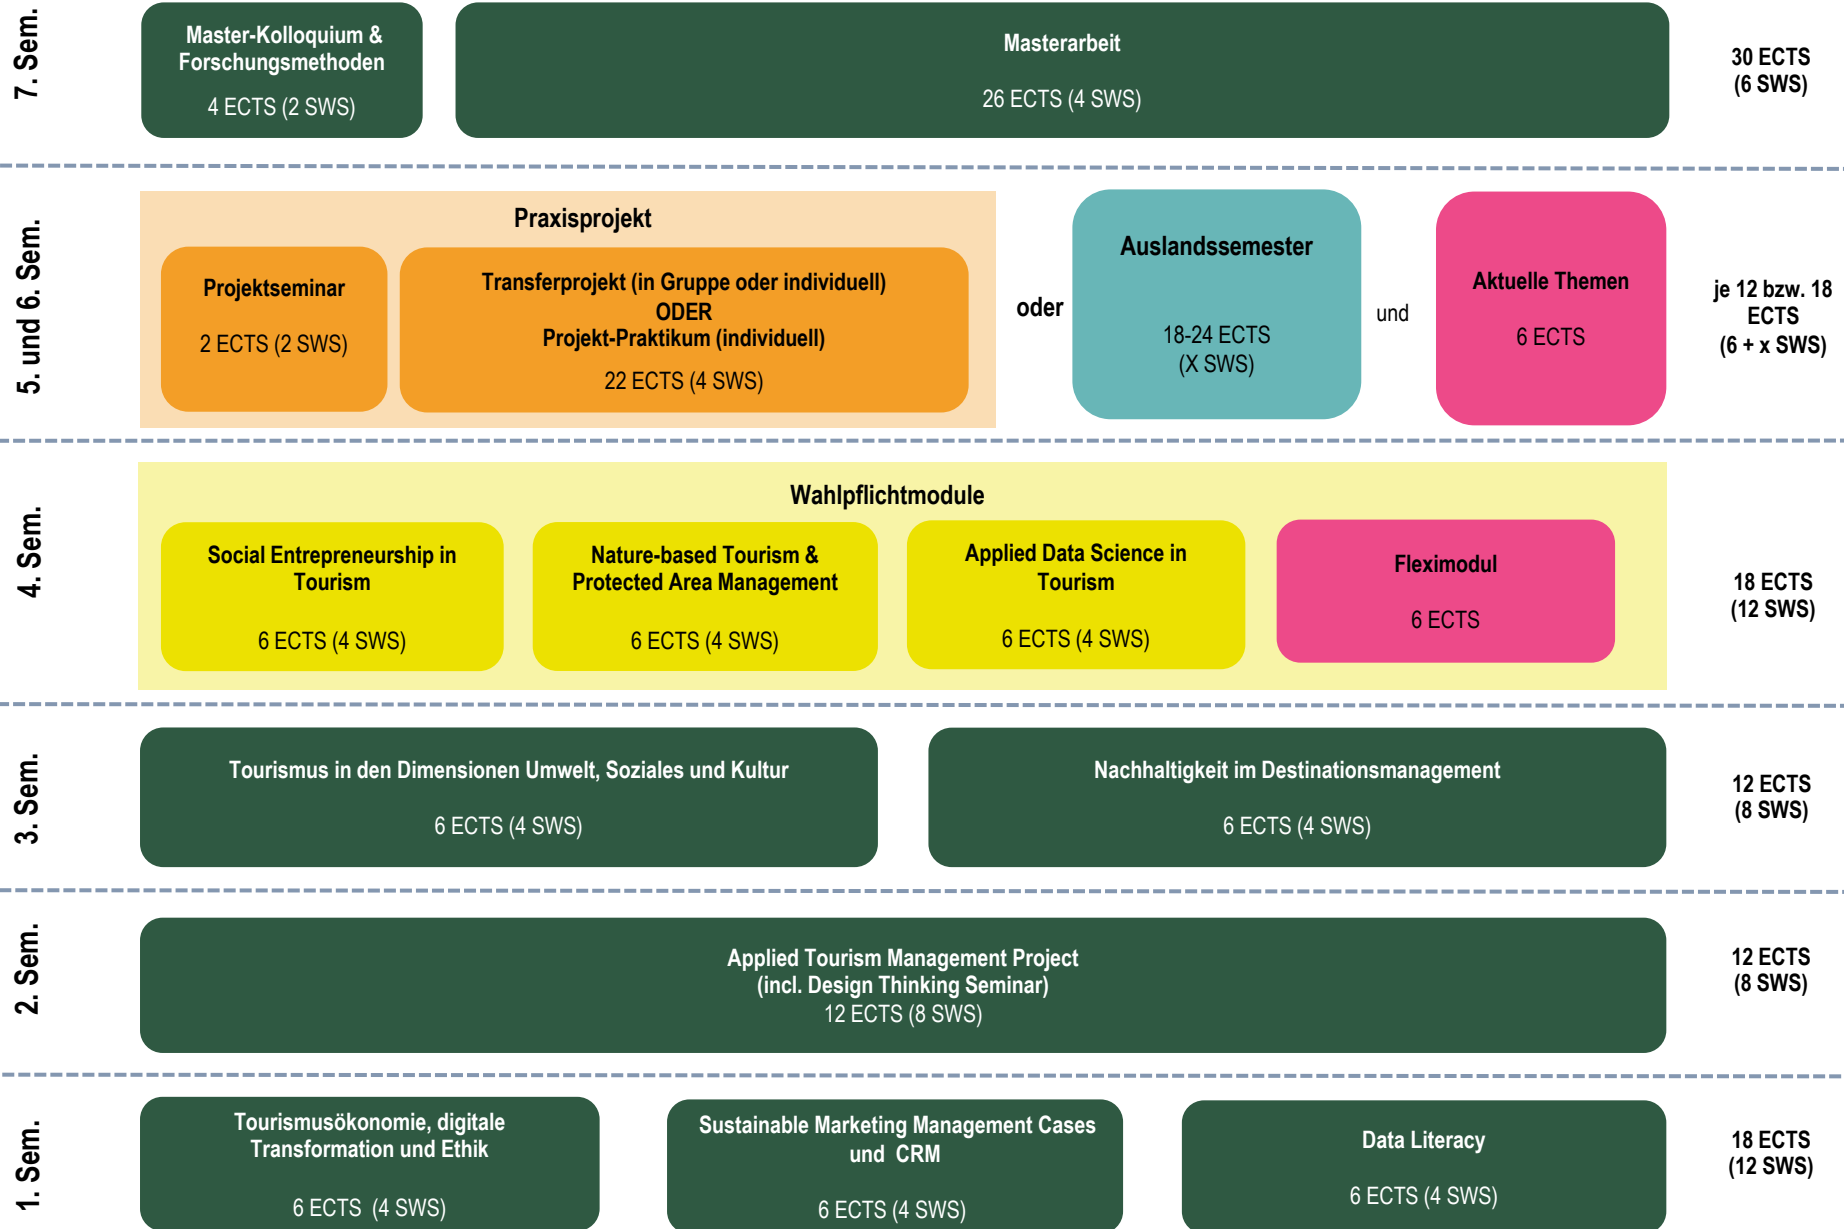 7. Sem.
Master-Kolloquium &
Forschungsmethoden
4 ECTS (2 SWS)
Masterarbeit
26 ECTS (4 SWS)
30 ECTS
(6 SWS)
5. und 6. Sem.
Praxisprojekt
Projektseminar
2 ECTS (2 SWS)
Transferprojekt (in Gruppe oder individuell)
ODER
Projekt-Praktikum (individuell)
22 ECTS (4 SWS)
oder
Auslandssemester
18-24 ECTS
(X SWS)
und
Aktuelle Themen
6 ECTS
je 12 bzw. 18
ECTS
(6 + x SWS)
4. Sem.
Wahlpflichtmodule
Social Entrepreneurship in
Tourism
6 ECTS (4 SWS)
Nature-based Tourism &
Protected Area Management
6 ECTS (4 SWS)
Applied Data Science in
Tourism
6 ECTS (4 SWS)
Fleximodul
6 ECTS
18 ECTS
(12 SWS)
3. Sem.
Tourismus in den Dimensionen Umwelt, Soziales und Kultur
6 ECTS (4 SWS)
Nachhaltigkeit im Destinationsmanagement
6 ECTS (4 SWS)
12 ECTS
(8 SWS)
2. Sem.
Applied Tourism Management Project
(incl. Design Thinking Seminar)
12 ECTS (8 SWS)
12 ECTS
(8 SWS)
1. Sem.
Tourismusökonomie, digitale
Transformation und Ethik
6 ECTS (4 SWS)
Sustainable Marketing Management Cases
und CRM
6 ECTS (4 SWS)
Data Literacy
6 ECTS (4 SWS)
18 ECTS
(12 SWS)